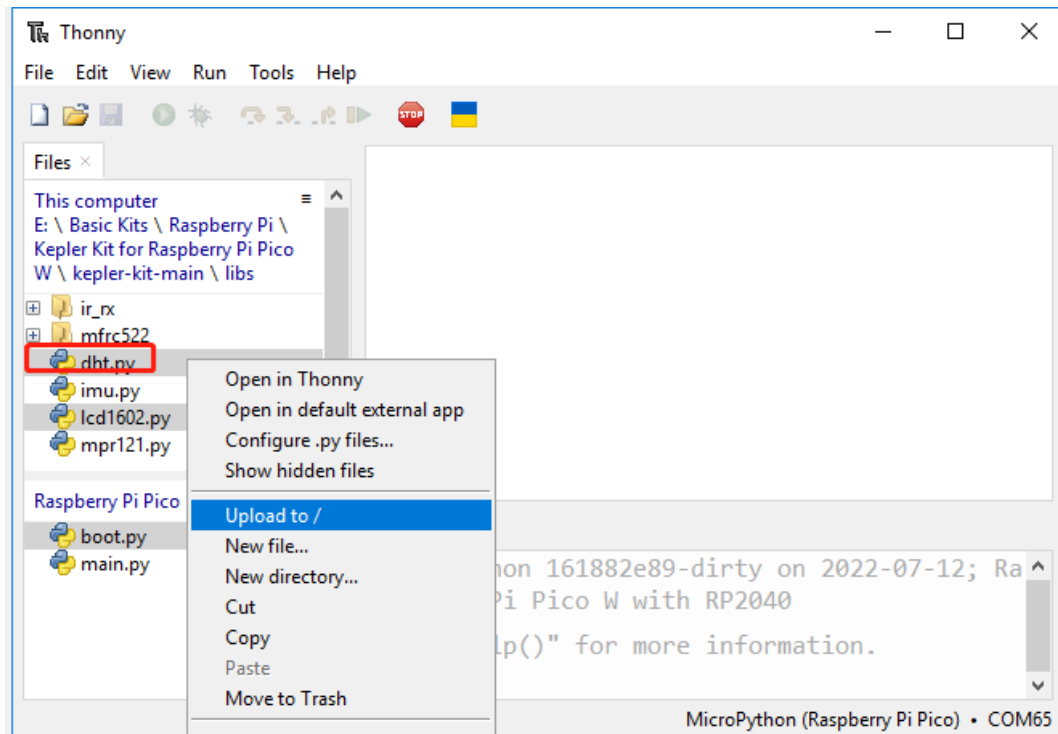 Thonny
File Edit View Run Tools Help
STOP
Files
This computer
E: \ Basic Kits \ Raspberry Pi \
Kepler Kit for Raspberry Pi Pico
W \ kepler-kit-main \ libs
ir_rx
mfrc522
dht.py
imu.py
lcd1602.py
mpr121.py
Raspberry Pi Pico
boot.py
main.py
Open in Thonny
Open in default external app
Configure .py files...
Show hidden files
Upload to /
New file...
New directory...
Cut
Copy
Paste
Move to Trash
hon 161882e89-dirty on 2022-07-12; Ra
Pi Pico W with RP2040
lp()" for more information.
MicroPython (Raspberry Pi Pico) • COM65